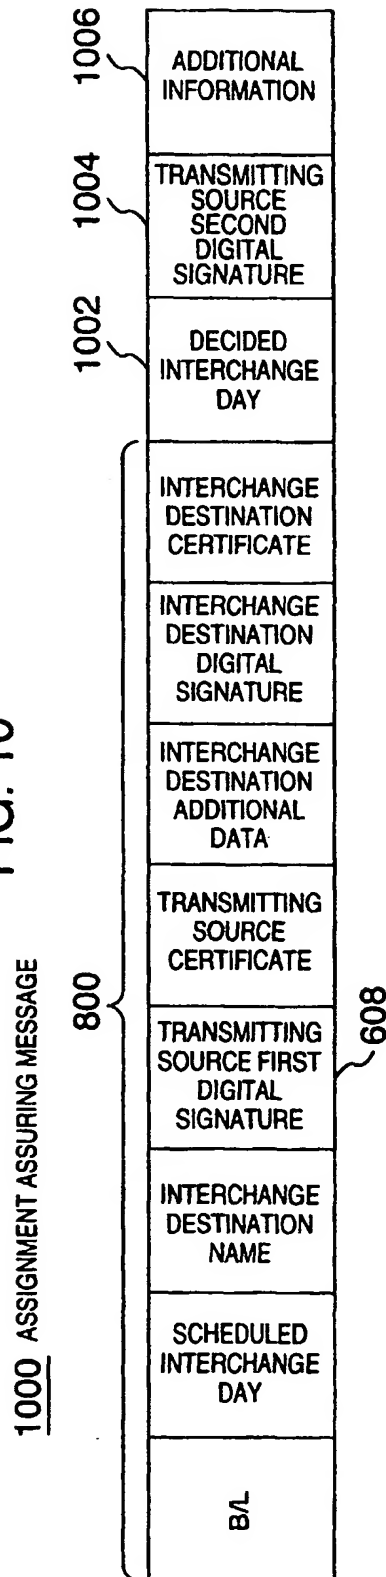 FIG. 10
1000 ASSIGNMENT ASSURING MESSAGE
1006
ADDITIONAL
INFORMATION
1004
TRANSMITTING
SOURCE
SECOND
DIGITAL
SIGNATURE
1002
DECIDED
INTERCHANGE
DAY
800
INTERCHANGE
DESTINATION
CERTIFICATE
INTERCHANGE
DESTINATION
DIGITAL
SIGNATURE
INTERCHANGE
DESTINATION
ADDITIONAL
DATA
TRANSMITTING
SOURCE
CERTIFICATE
TRANSMITTING
SOURCE FIRST
DIGITAL
SIGNATURE
608
INTERCHANGE
DESTINATION
NAME
SCHEDULED
INTERCHANGE
DAY
B/L